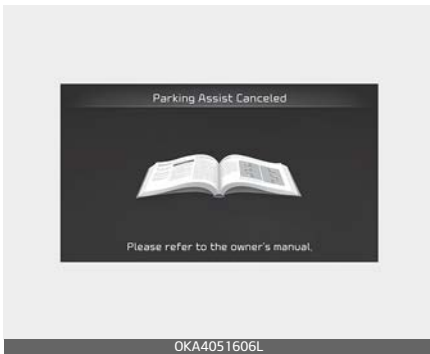 Parking Assist Canceled
Please refer to the owner's manual.
OKA4051606L